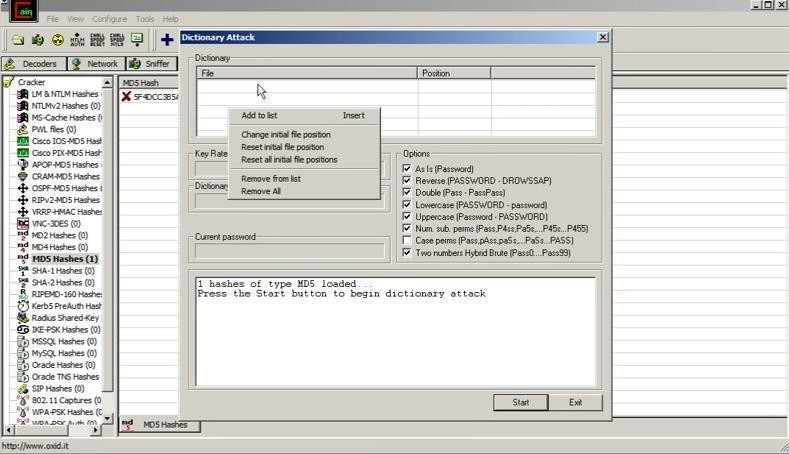 Cain
File View Configure Tools Help
NTLM AUTH
CHALL SPOOF RESET
CHALL SPOOF NTLM
Decoders Network Sniffer
Cracker
LM & NTLM Hashes
NTLMv2 Hashes (0)
MS-Cache Hashes (0)
PWL files (0)
Cisco IOS-MD5 Hash
Cisco PIX-MD5 Hash
APOP-MD5 Hashes (
CRAM-MD5 Hashes (
OSPF-MD5 Hashes (
RIPv2-MD5 Hashes (
VRRP-HMAC Hashes
VNC-3DES (0)
MD2 Hashes (0)
MD4 Hashes (0)
MD5 Hashes (1)
SHA-1 Hashes (0)
SHA-2 Hashes (0)
RIPEMD-160 Hashes
Kerb5 PreAuth Hash
Radius Shared-Key
IKE-PSK Hashes (0)
MSSQL Hashes (0)
MySQL Hashes (0)
Oracle Hashes (0)
Oracle TNS Hashes
SIP Hashes (0)
802.11 Captures (0)
WPA-PSK Hashes (0)
WPA-PSK Auth (0)
MD5 Hash
5F4DCC3B5A
Dictionary Attack
Dictionary
File Position
Add to list Insert
Change initial file position
Reset initial file position
Reset all initial file positions
Remove from list
Remove All
Key Rate
Dictionary
Current password
Options
As Is (Password)
Reverse (PASSWORD - DROWSSAP)
Double (Pass - PassPass)
Lowercase (PASSWORD - password)
Uppercase (Password - PASSWORD)
Num. sub. perms (Pass,P4ss,Pa5s,...P45s...P455)
Case perms (Pass,pAss,paSs,...PaSs...PASS)
Two numbers Hybrid Brute (Pass0....Pass99)
1 hashes of type MD5 loaded...
Press the Start button to begin dictionary attack
Start Exit
MD5 Hashes
http://www.oxid.it